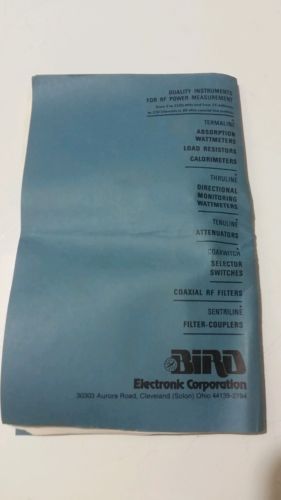 QUALITY INSTRUMENTS
FOR RF POWER MEASUREMENT
TERMALINE
ABSORPTION
WATTMETERS
LOAD RESISTORS
CALORIMETERS
THRULINE
DIRECTIONAL
MONITORING
WATTMETERS
TENULINE
ATTENUATORS
COAXWITCH
SELECTOR
SWITCHES
COAXIAL RF FILTERS
SENTRILINE
FILTER-COUPLERS
BIRD
Electronic Corporation
30303 Aurora Road, Cleveland (Solon) Ohio 44139-2794